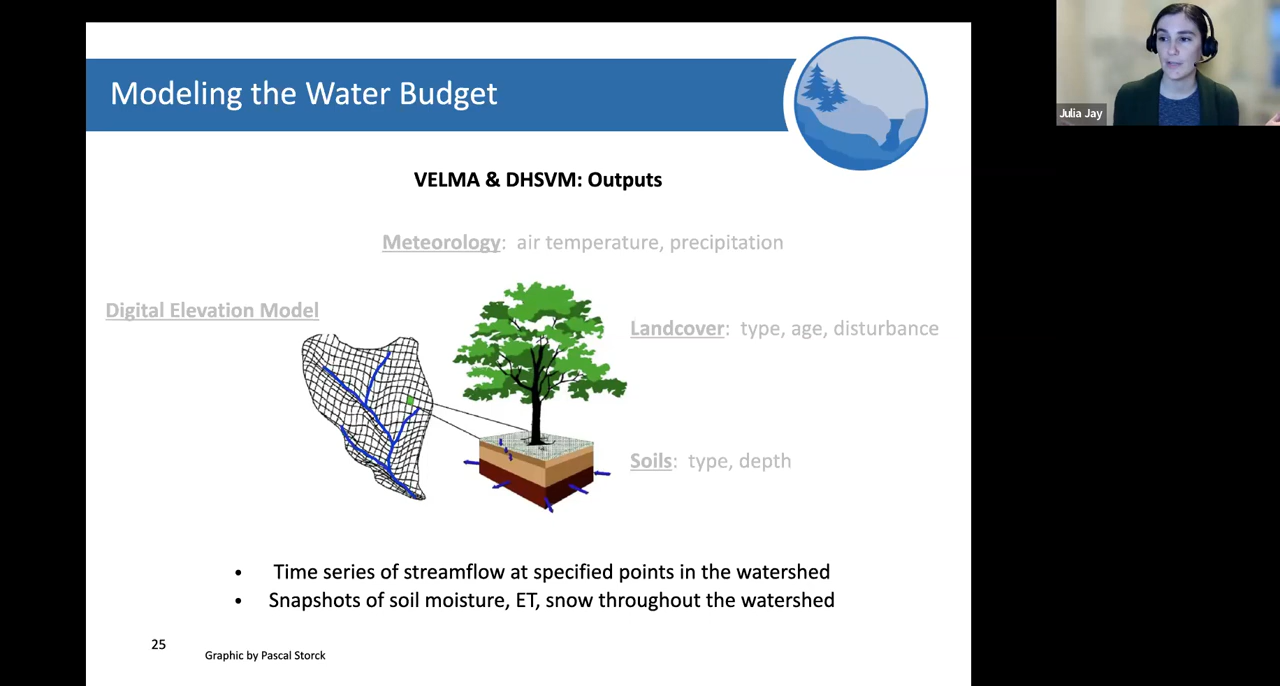 Modeling the Water Budget
Julia Jay
VELMA & DHSVM: Outputs
Meteorology: air temperature, precipitation
Digital Elevation Model
Landcover: type, age, disturbance
Soils: type, depth
• Time series of streamflow at specified points in the watershed
• Snapshots of soil moisture, ET, snow throughout the watershed
25
Graphic by Pascal Storck